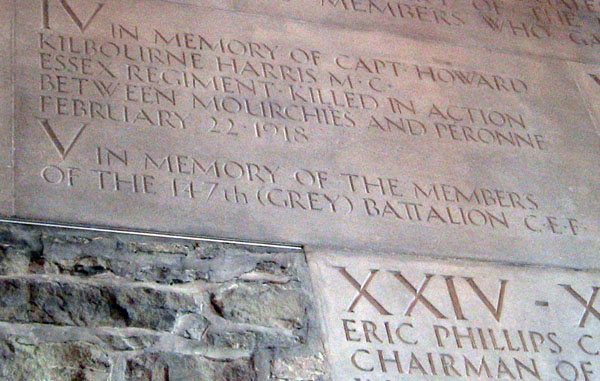 MEMBERS WHO
IV
IN MEMORY OF CAPT· HOWARD
KILBOURNE HARRIS M·C·
ESSEX REGIMENT· KILLED IN ACTION
BETWEEN MOURCHIES AND PERONNE
FEBRUARY 22·1918
V
IN MEMORY OF THE MEMBERS
OF THE 147th (GREY) BATTALION C·E·F·
XXIV - X
ERIC PHILLIPS C
CHAIRMAN OF